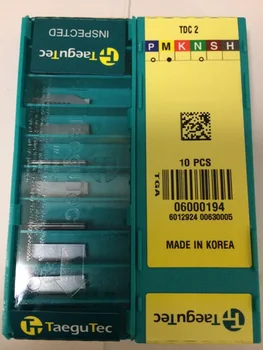 TaeguTec
INSPECTED
TaeguTec
TDC 2
P M K N S H
10 PCS
TGA
06000194
6012924 00630005
MADE IN KOREA
TaeguTec